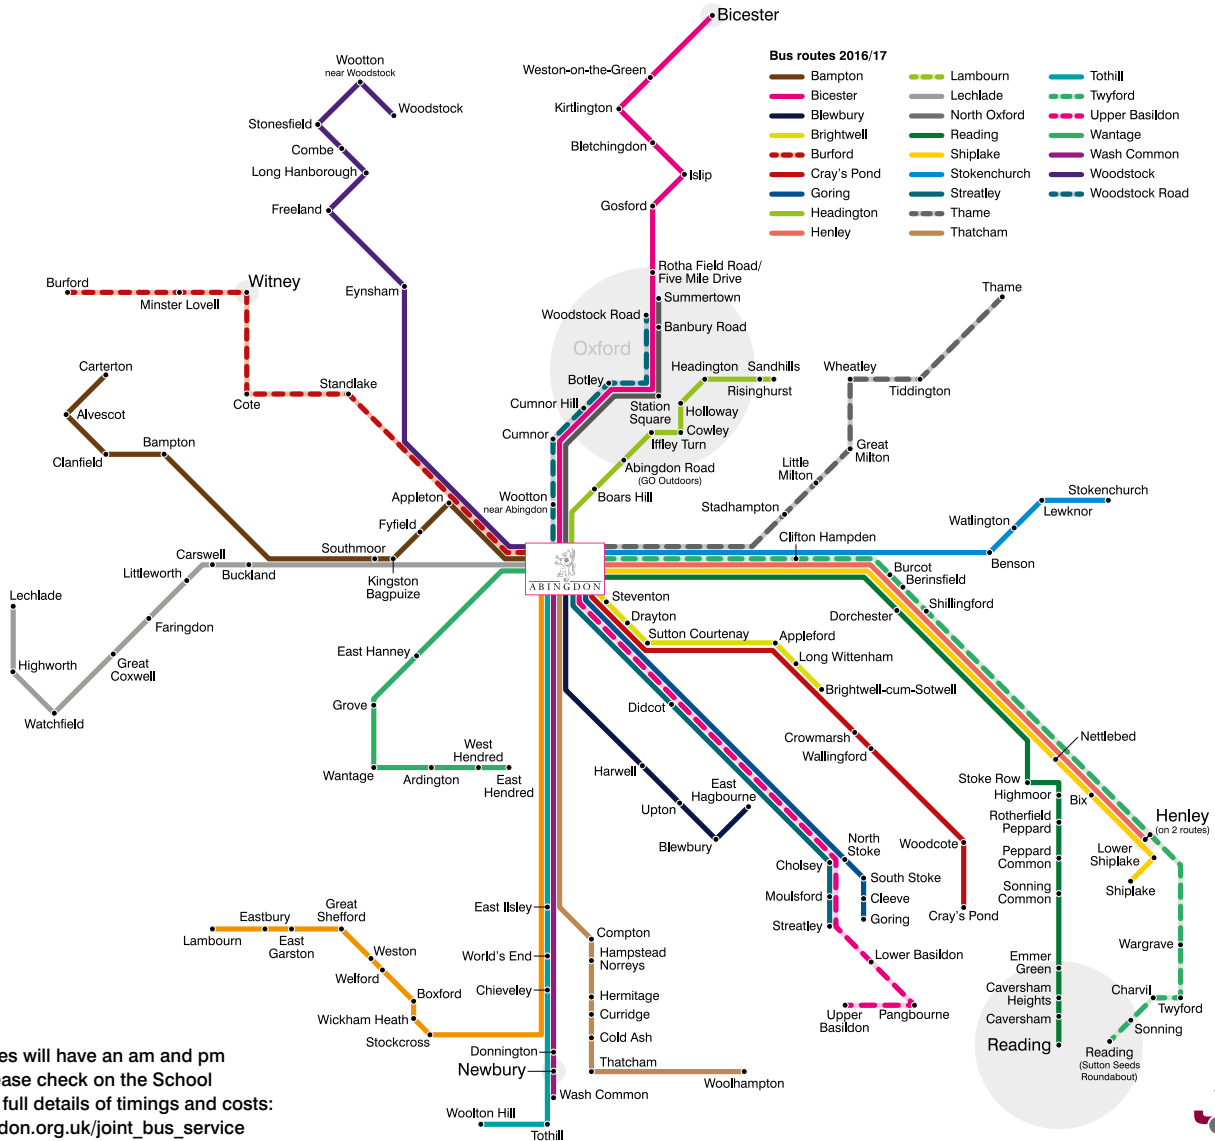 Bicester
Bus routes 2016/17
Bampton
Bicester
Blewbury
Brightwell
Burford
Cray's Pond
Goring
Headington
Henley
Lambourn
Lechlade
North Oxford
Reading
Shiplake
Stokenchurch
Streatley
Thame
Thatcham
Tothill
Twyford
Upper Basildon
Wantage
Wash Common
Woodstock
Woodstock Road
Wootton
near Woodstock
Woodstock
Stonesfield
Combe
Long Hanborough
Freeland
Eynsham
Weston-on-the-Green
Kirtlington
Bletchingdon
Islip
Gosford
Rotha Field Road/
Five Mile Drive
Summertown
Woodstock Road
Banbury Road
Oxford
Botley
Cumnor Hill
Cumnor
Station
Square
Wootton
near Abingdon
Headington
Sandhills
Risinghurst
Holloway
Cowley
Iffley Turn
Abingdon Road
(GO Outdoors)
Boars Hill
Thame
Wheatley
Tiddington
Great
Milton
Little
Milton
Stadhampton
Stokenchurch
Lewknor
Watlington
Benson
Clifton Hampden
Burford
Minster Lovell
Witney
Cote
Standlake
Carterton
Alvescot
Clanfield
Bampton
Appleton
Fyfield
Southmoor
Kingston
Bagpuize
Carswell
Buckland
Littleworth
Lechlade
Faringdon
Highworth
Great
Coxwell
Watchfield
ABINGDON
East Hanney
Grove
Wantage
Ardington
West
Hendred
East
Hendred
Steventon
Drayton
Sutton Courtenay
Appleford
Long Wittenham
Brightwell-cum-Sotwell
Didcot
Crowmarsh
Wallingford
Burcot
Berinsfield
Shillingford
Dorchester
Nettlebed
Harwell
Upton
Blewbury
East
Hagbourne
Stoke Row
Highmoor
Bix
Henley
(on 2 routes)
Rotherfield
Peppard
Peppard
Common
Sonning
Common
Lower
Shiplake
Shiplake
North
Stoke
Cholsey
South Stoke
Moulsford
Cleeve
Streatley
Goring
Woodcote
Cray's Pond
Lower Basildon
Upper
Basildon
Pangbourne
Wargrave
Emmer
Green
Caversham
Heights
Caversham
Reading
Charvil
Twyford
Sonning
Reading
(Sutton Seeds
Roundabout)
Lambourn
Eastbury
East
Garston
Great
Shefford
Weston
Welford
Boxford
Wickham Heath
Stockcross
East Ilsley
World's End
Chieveley
Donnington
Newbury
Wash Common
Woolton Hill
Tothill
Compton
Hampstead
Norreys
Hermitage
Curridge
Cold Ash
Thatcham
Woolhampton
es will have an am and pm
ease check on the School
full details of timings and costs:
don.org.uk/joint_bus_service